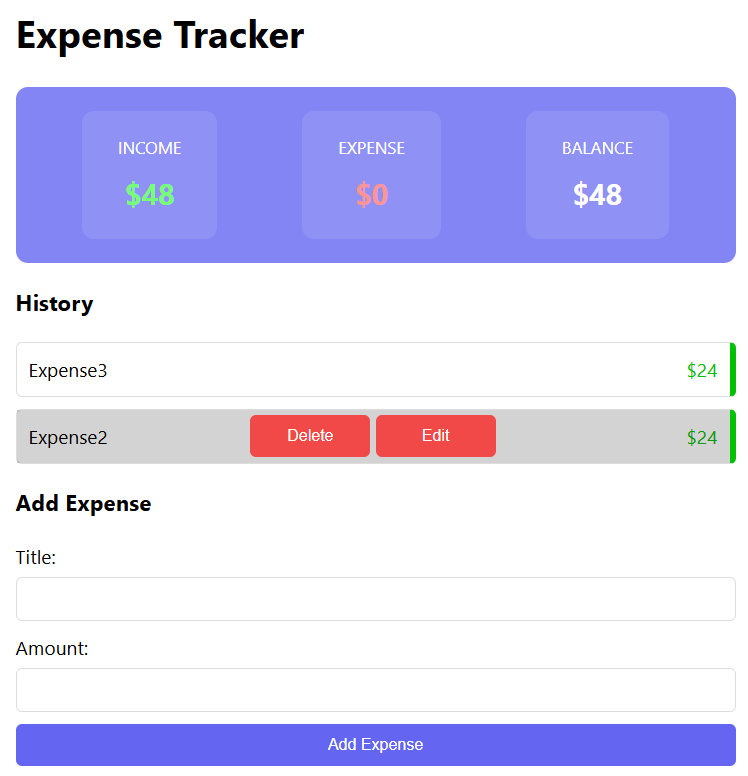 Expense Tracker
INCOME EXPENSE BALANCE
$48 $0 $48
History
Expense3 $24
Expense2 Delete Edit $24
Add Expense
Title:
Amount:
Add Expense